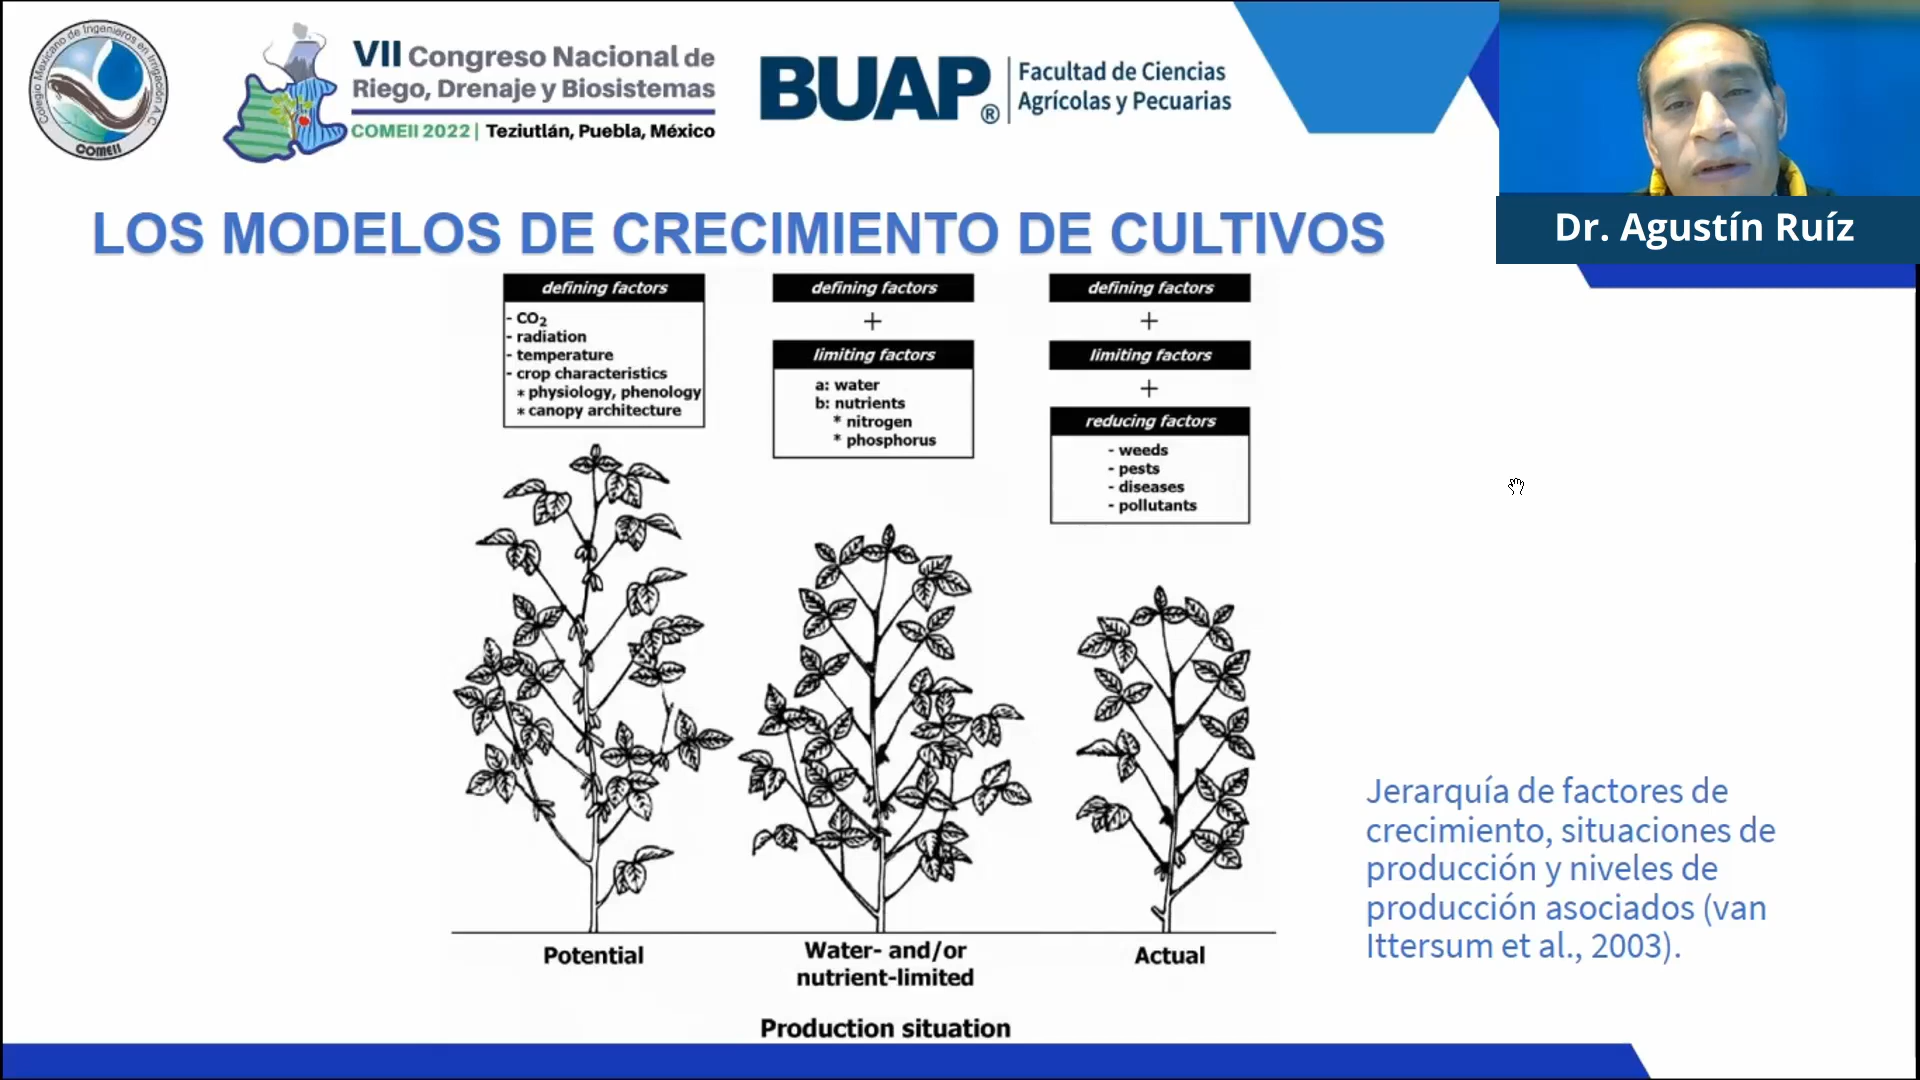 Colegio Mexicano de Ingenieros en Irrigación A.C.
COMEII
VII Congreso Nacional de
Riego, Drenaje y Biosistemas
COMEII 2022 | Teziutlán, Puebla, México
BUAP®
Facultad de Ciencias
Agrícolas y Pecuarias
Dr. Agustín Ruíz
LOS MODELOS DE CRECIMIENTO DE CULTIVOS
defining factors
- CO2
- radiation
- temperature
- crop characteristics
* physiology, phenology
* canopy architecture
defining factors
+
limiting factors
a: water
b: nutrients
* nitrogen
* phosphorus
defining factors
+
limiting factors
+
reducing factors
- weeds
- pests
- diseases
- pollutants
Potential
Water- and/or
nutrient-limited
Actual
Production situation
Jerarquía de factores de
crecimiento, situaciones de
producción y niveles de
producción asociados (van
Ittersum et al., 2003).